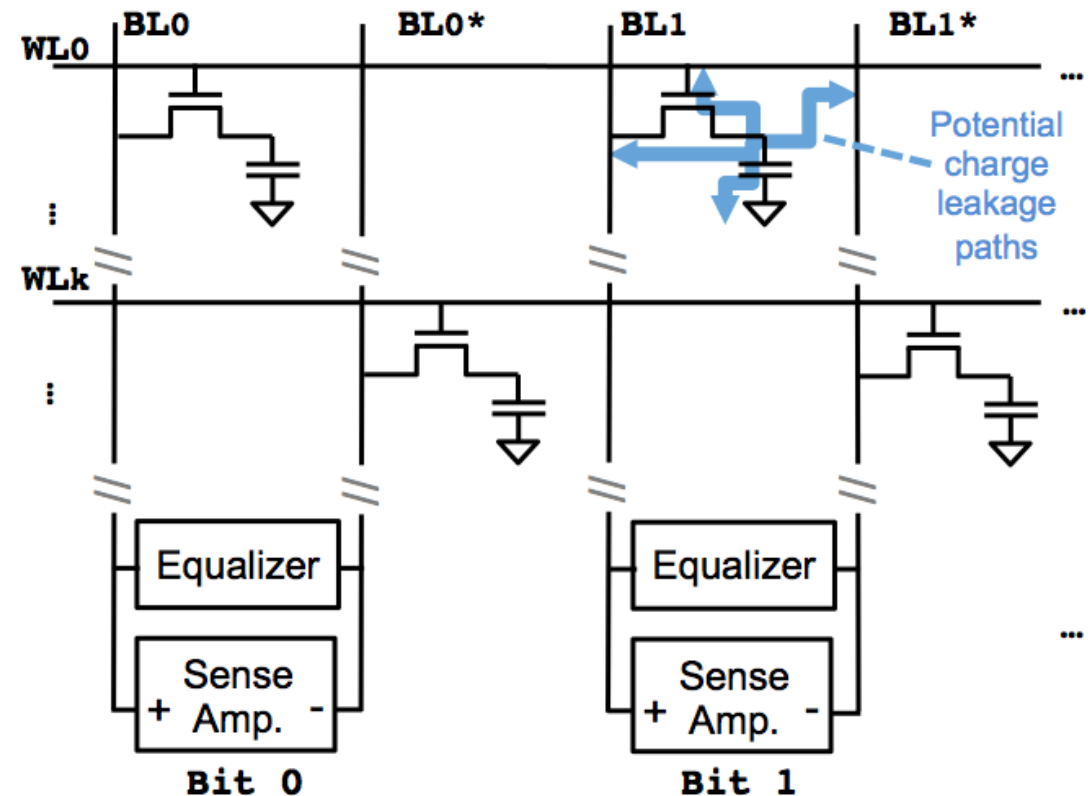 BL0
BL0*
BL1
BL1*
WL0
...
Potential
charge
leakage
paths
...
WLk
...
...
Equalizer
Equalizer
...
Sense
Amp.
+
-
Sense
Amp.
+
-
Bit 0
Bit 1